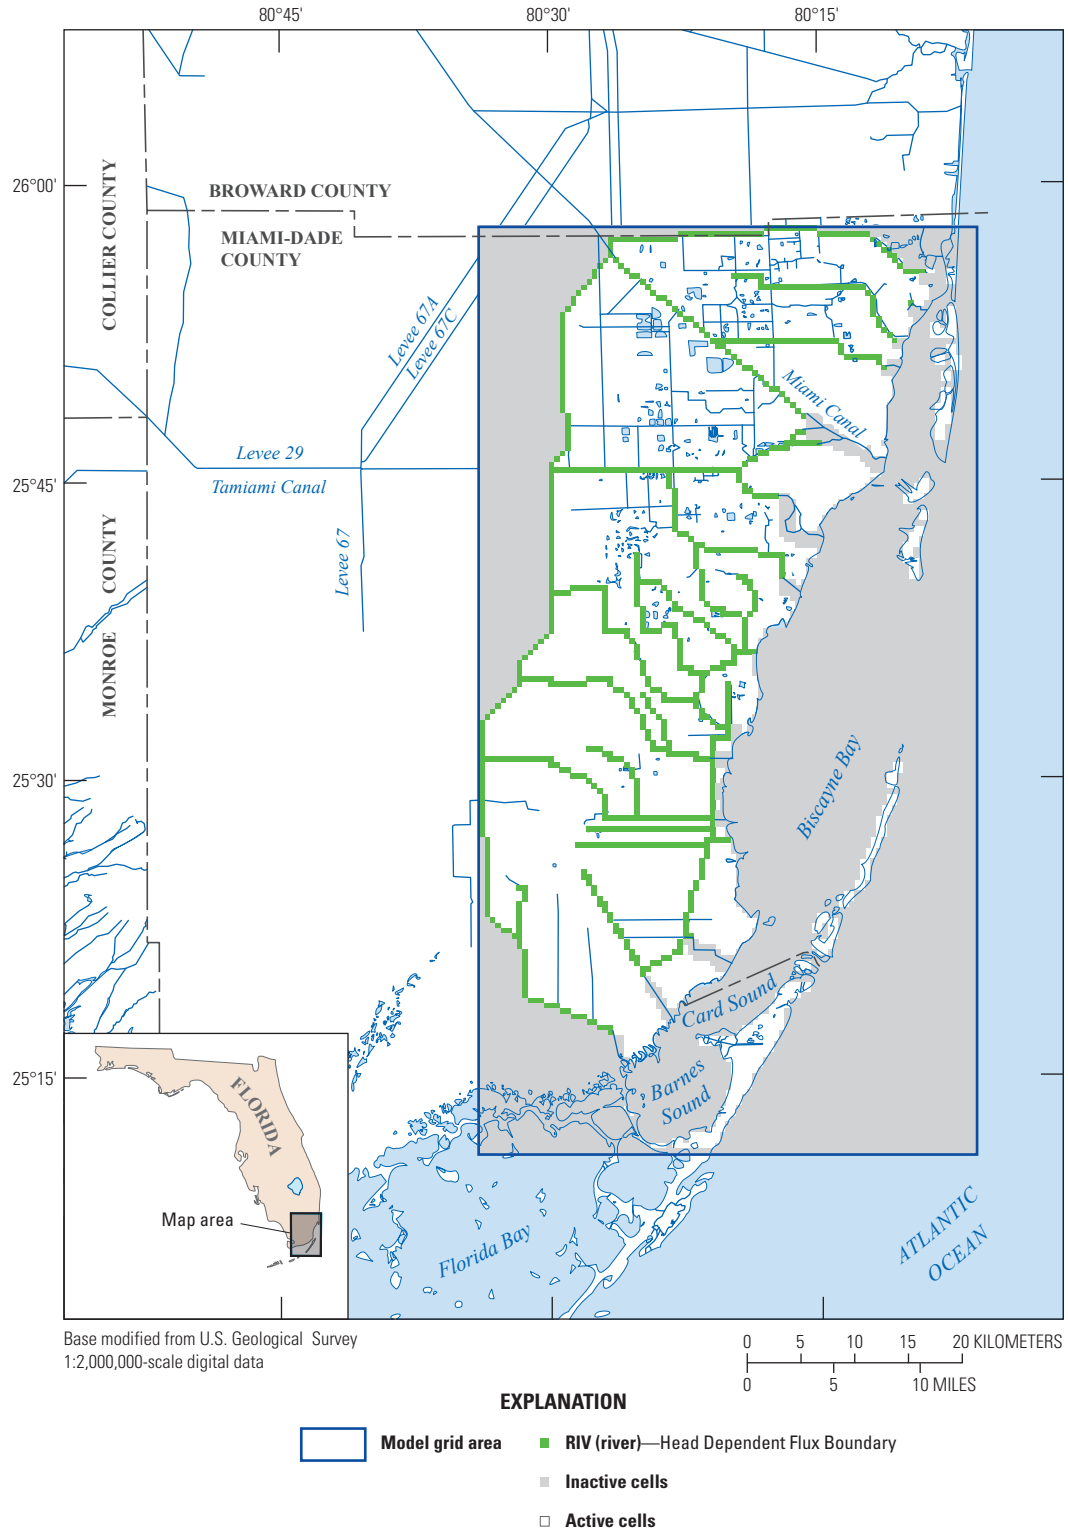 80°45'
80°30'
80°15'
26°00'
25°45'
25°30'
25°15'
COLLIER COUNTY
BROWARD COUNTY
MIAMI-DADE
COUNTY
Levee 67A
Levee 67C
Miami Canal
Levee 29
Tamiami Canal
Levee 67
MONROE COUNTY
Biscayne Bay
Card Sound
Barnes
Sound
FLORIDA
Map area
Florida Bay
ATLANTIC
OCEAN
Base modified from U.S. Geological Survey
1:2,000,000-scale digital data
0 5 10 15 20 KILOMETERS
0 5 10 MILES
EXPLANATION
Model grid area
RIV (river)—Head Dependent Flux Boundary
Inactive cells
Active cells